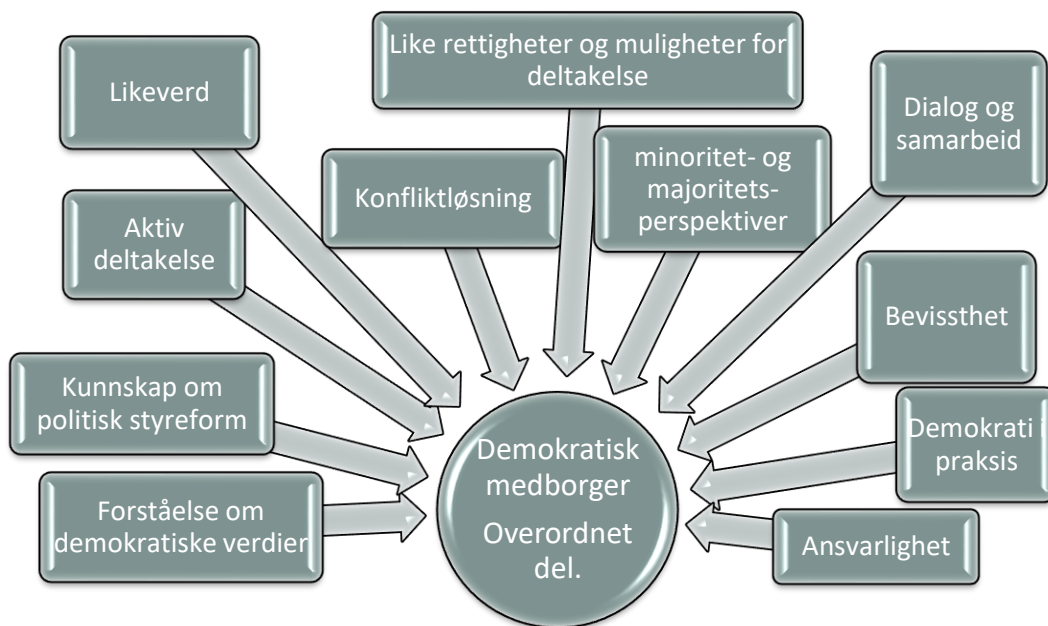 Like rettigheter og muligheter for
deltakelse
Likeverd
Dialog og
samarbeid
Konfliktløsning
minoritet- og
majoritets-
perspektiver
Aktiv
deltakelse
Bevissthet
Kunnskap om
politisk styreform
Demokrati i
praksis
Forståelse om
demokratiske verdier
Ansvarlighet
Demokratisk
medborger
Overordnet
del.